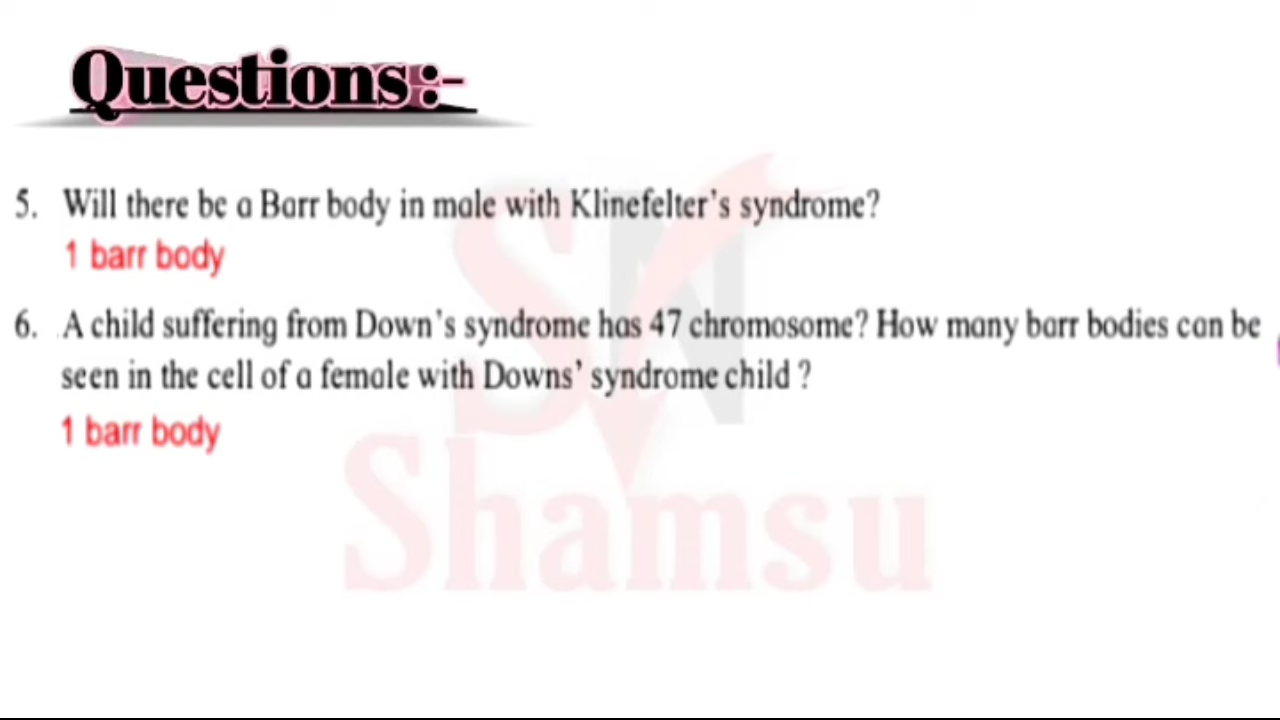 Questions:-
5. Will there be a Barr body in male with Klinefelter's syndrome?
1 barr body
6. A child suffering from Down's syndrome has 47 chromosome? How many barr bodies can be
seen in the cell of a female with Downs' syndrome child ?
1 barr body
SN
Shamsu